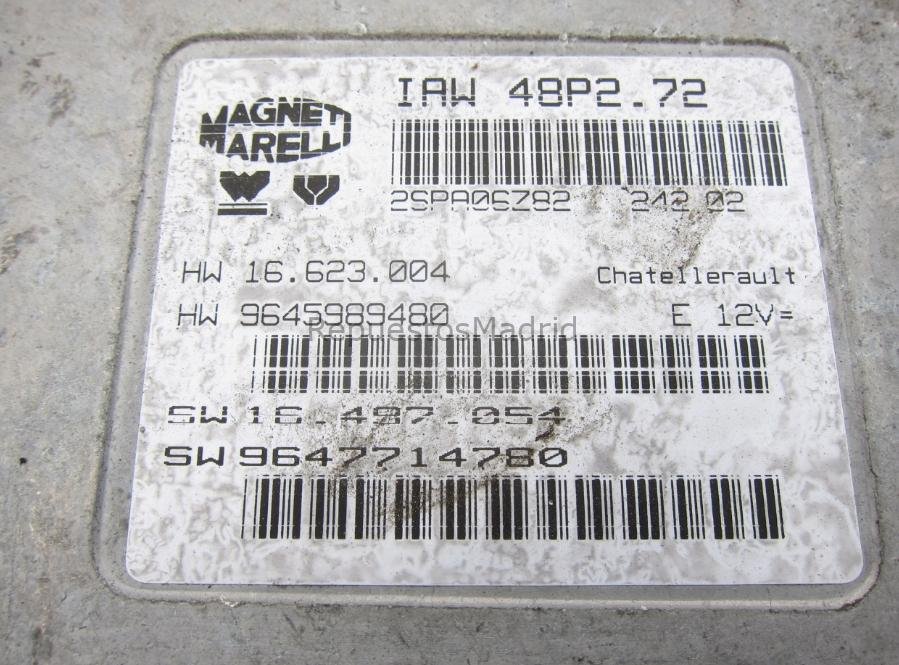 IAW 48P2.72
MAGNETI
MARELLI
2SPA06Z82 242 02
HW 16.623.004 Chatellerault
HW 9645989480 E 12V=
RepuestosMadrid
SW 16.497.054
SW 9647714780